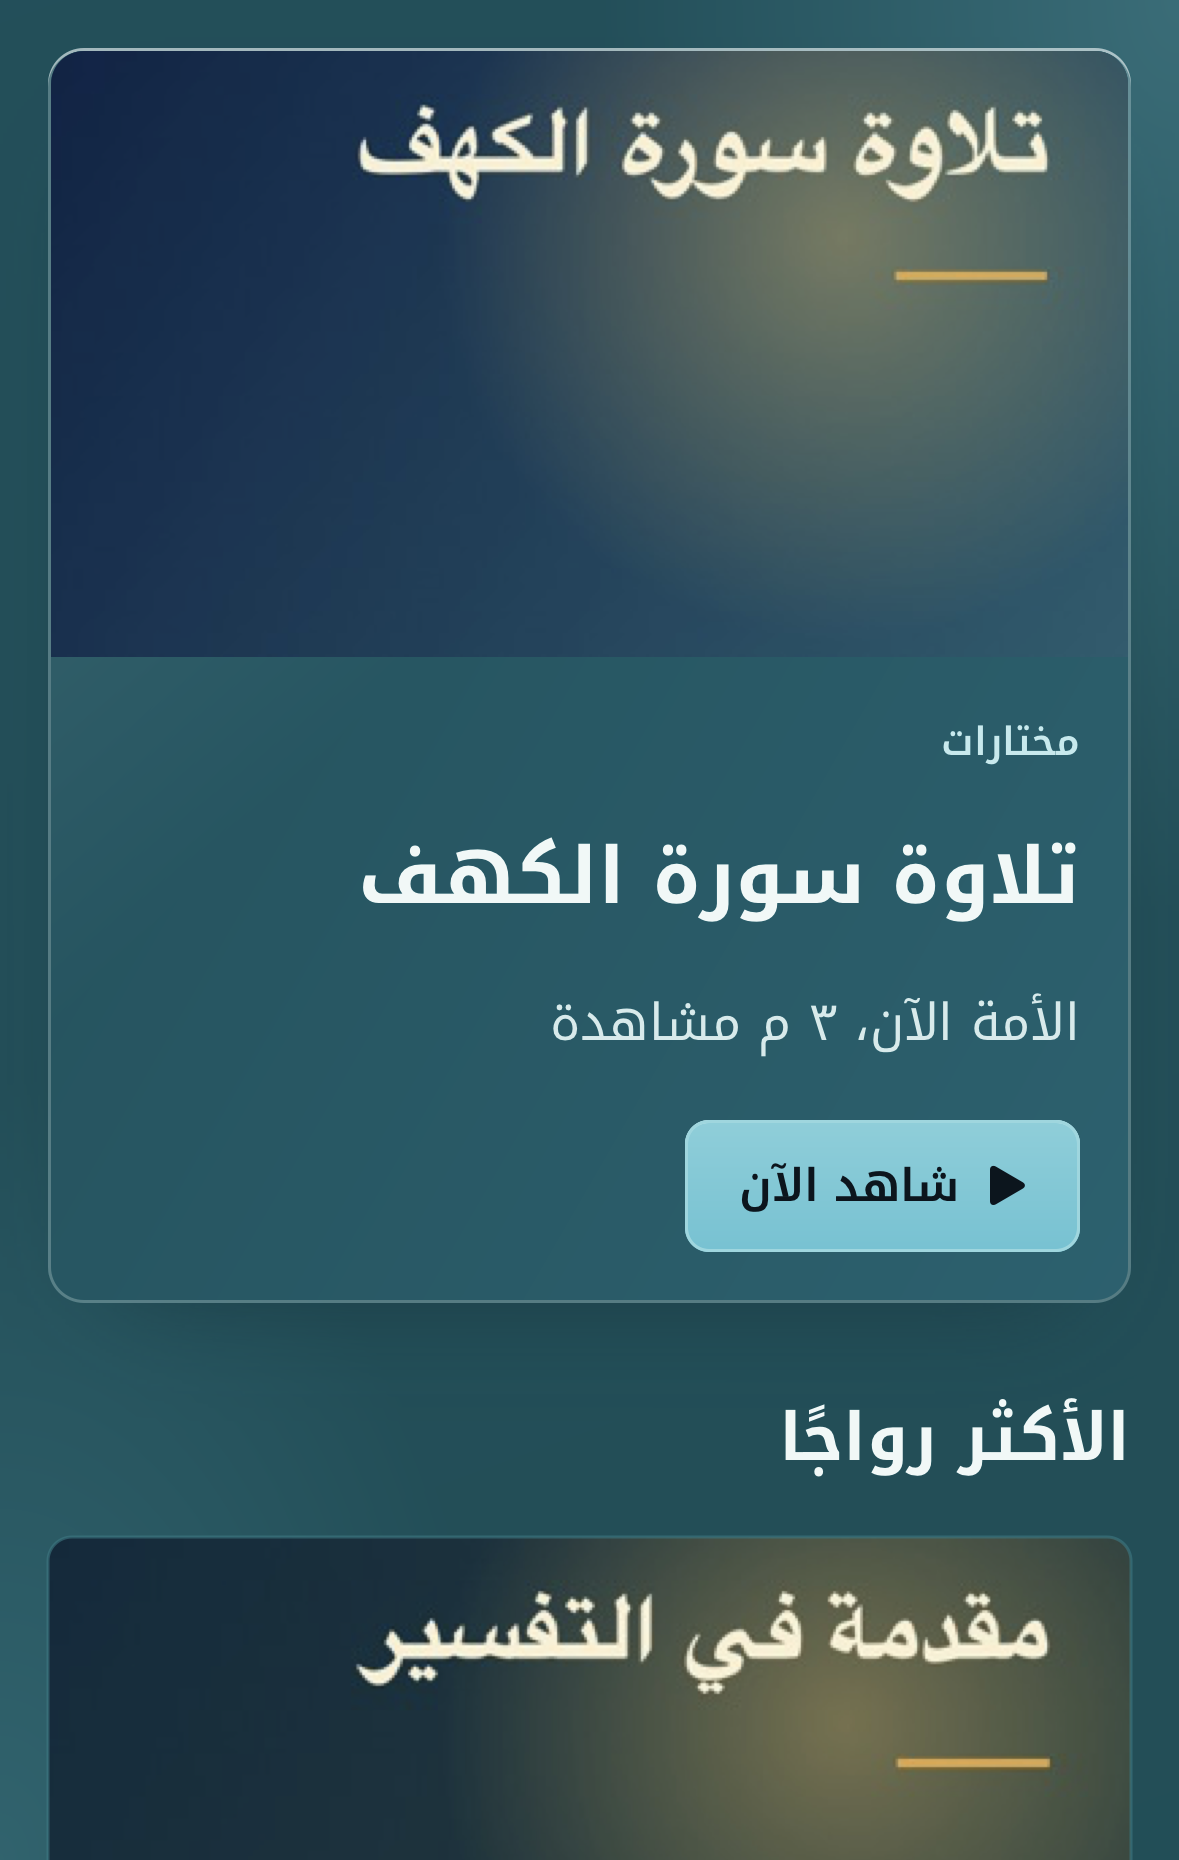 تلاوة سورة الكهف
مختارات
تلاوة سورة الكهف
الأمة الآن، ٣ م مشاهدة
شاهد الآن
الأكثر رواجًا
مقدمة في التفسير